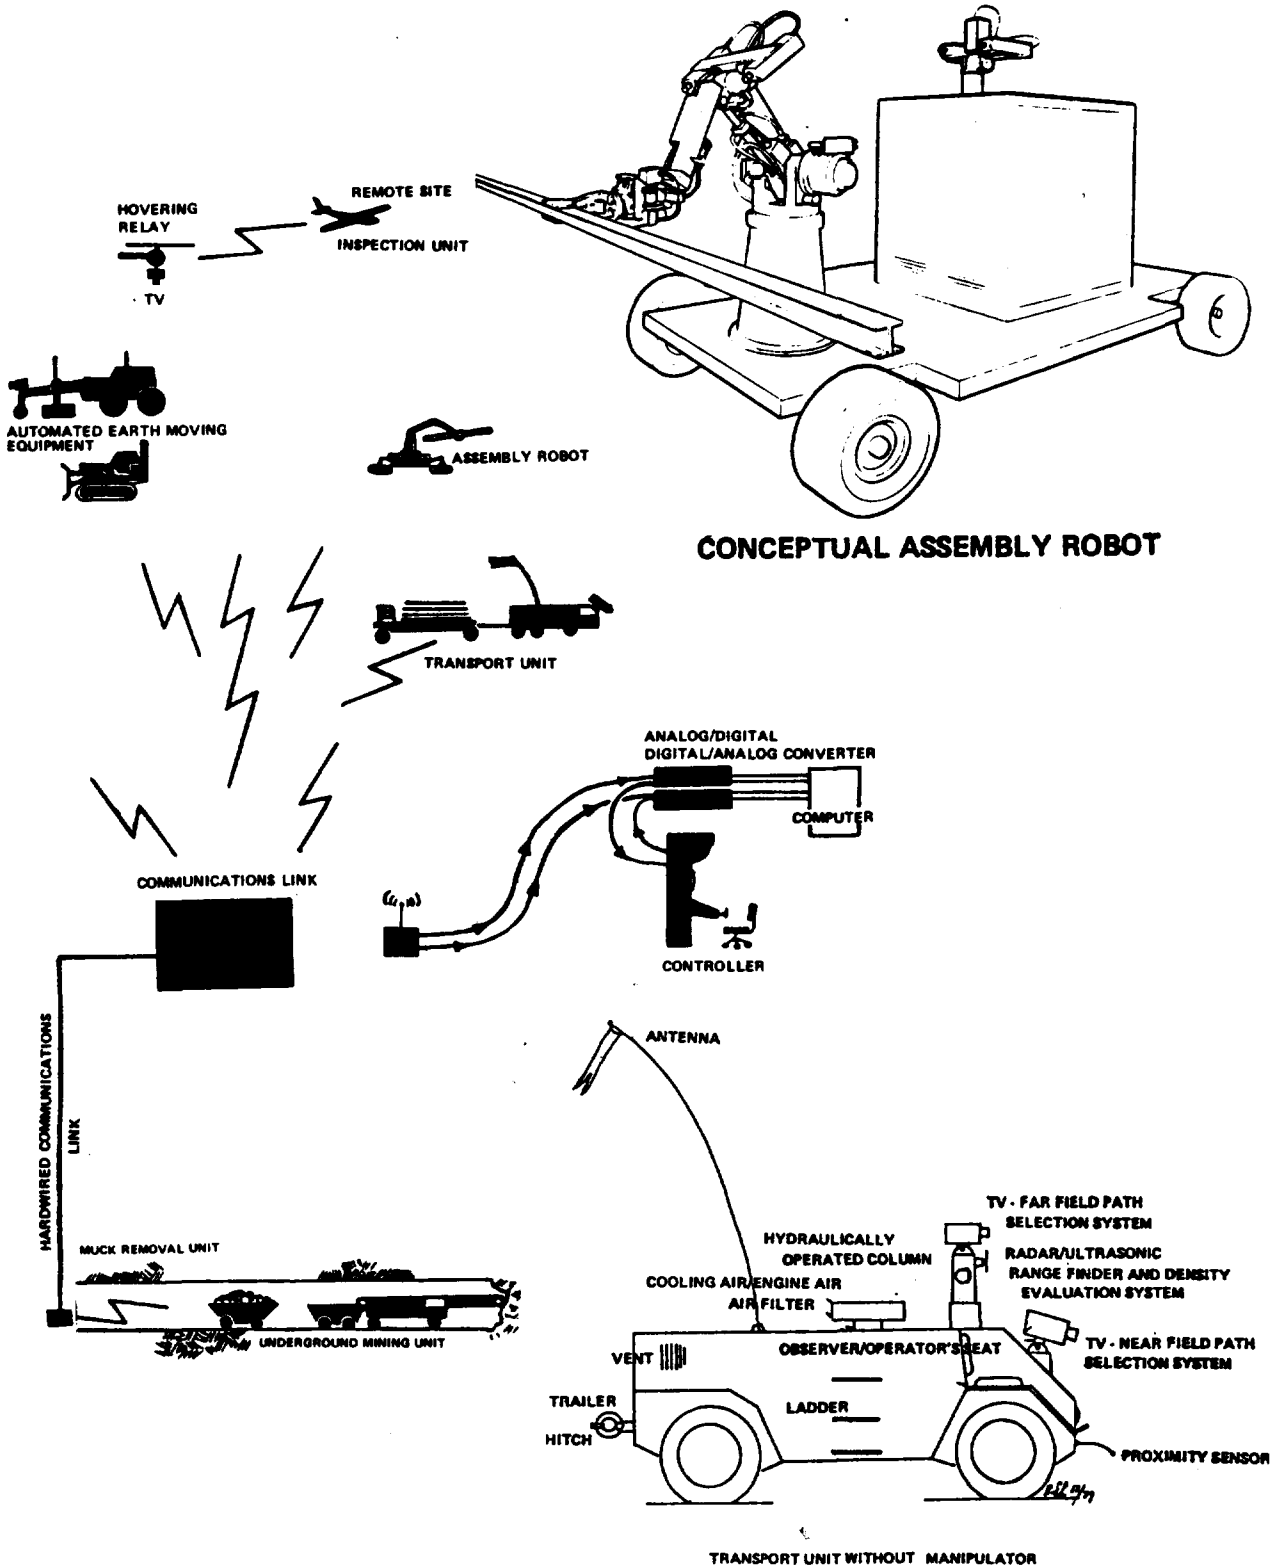 REMOTE SITE
HOVERING
RELAY
INSPECTION UNIT
TV
AUTOMATED EARTH MOVING
EQUIPMENT
ASSEMBLY ROBOT
CONCEPTUAL ASSEMBLY ROBOT
TRANSPORT UNIT
ANALOG/DIGITAL
DIGITAL/ANALOG CONVERTER
COMPUTER
COMMUNICATIONS LINK
CONTROLLER
HARDWIRED COMMUNICATIONS
LINK
MUCK REMOVAL UNIT
UNDERGROUND MINING UNIT
ANTENNA
TV - FAR FIELD PATH
SELECTION SYSTEM
HYDRAULICALLY
OPERATED COLUMN
RADAR/ULTRASONIC
RANGE FINDER AND DENSITY
EVALUATION SYSTEM
COOLING AIR/ENGINE AIR
AIR FILTER
OBSERVER/OPERATOR'S SEAT
TV - NEAR FIELD PATH
SELECTION SYSTEM
VENT
TRAILER
HITCH
LADDER
PROXIMITY SENSOR
TRANSPORT UNIT WITHOUT MANIPULATOR